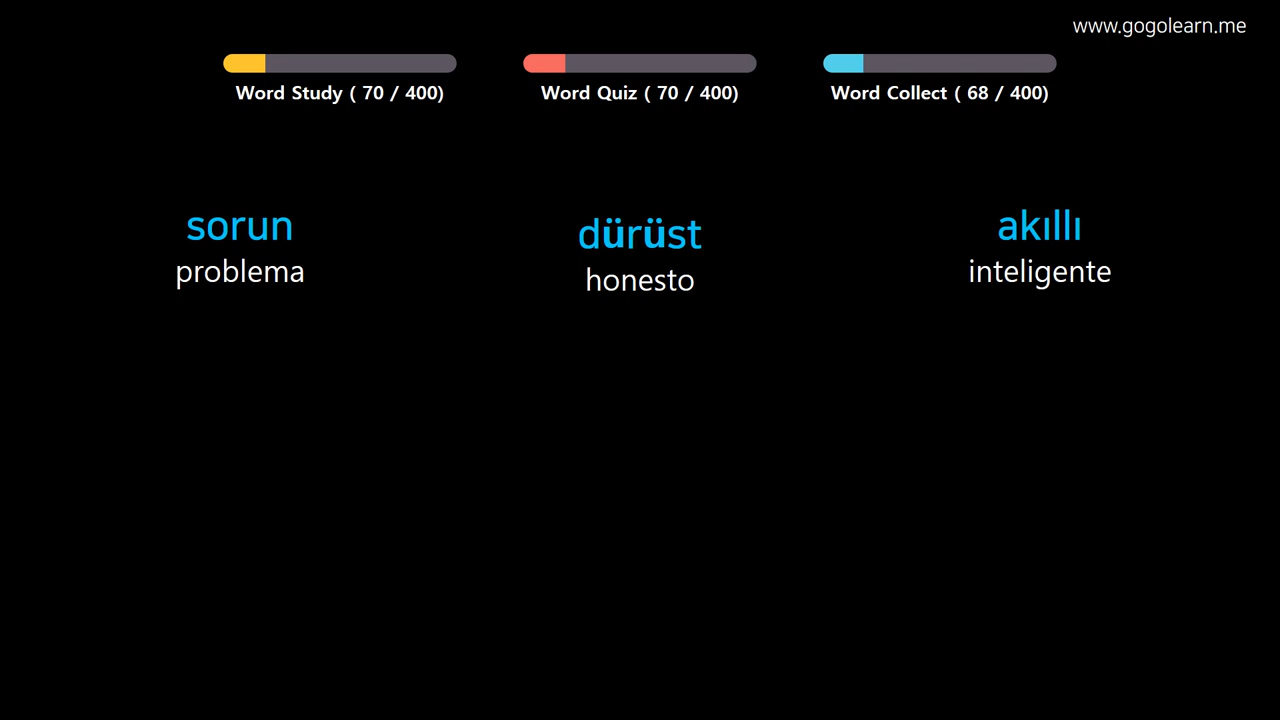 www.gogolearn.me
Word Study ( 70 / 400)
Word Quiz ( 70 / 400)
Word Collect ( 68 / 400)
sorun
problema
dürüst
honesto
akıllı
inteligente